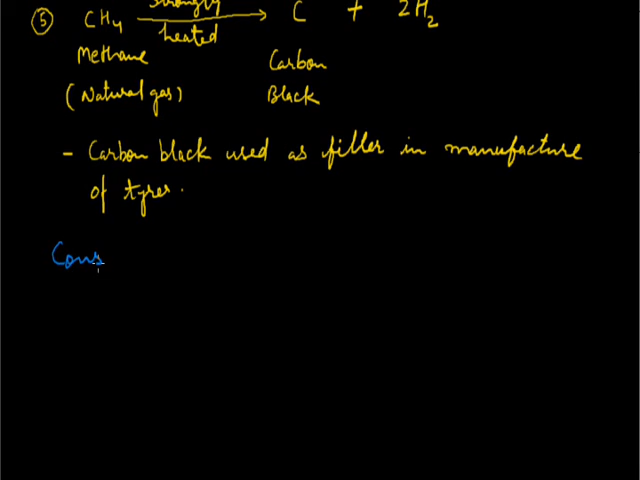 strongly
⑤ CH₄ ⟶ C + 2H₂
heated
Methane Carbon
(Natural gas) Black
- Carbon black used as filler in manufacture
of tyres.
Cons